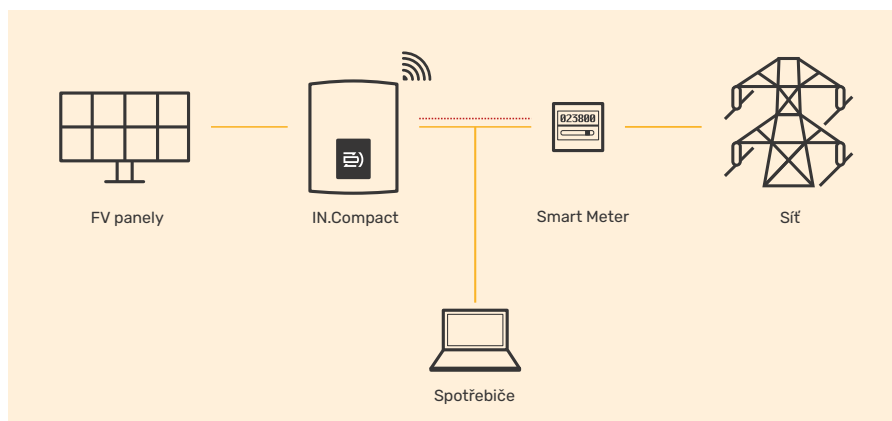 023800
FV panely
IN.Compact
Smart Meter
Síť
Spotřebiče